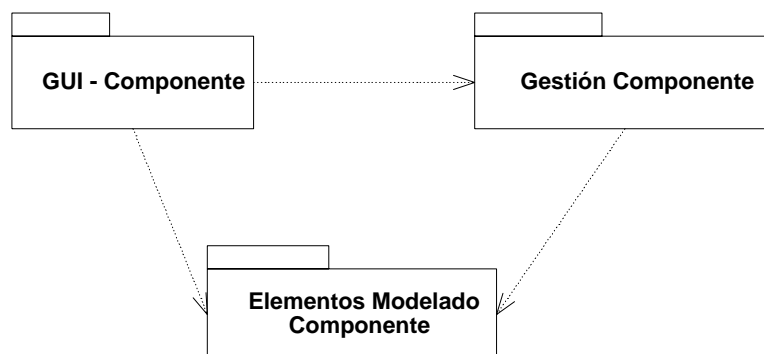 GUI - Componente
Gestión Componente
Elementos Modelado
Componente